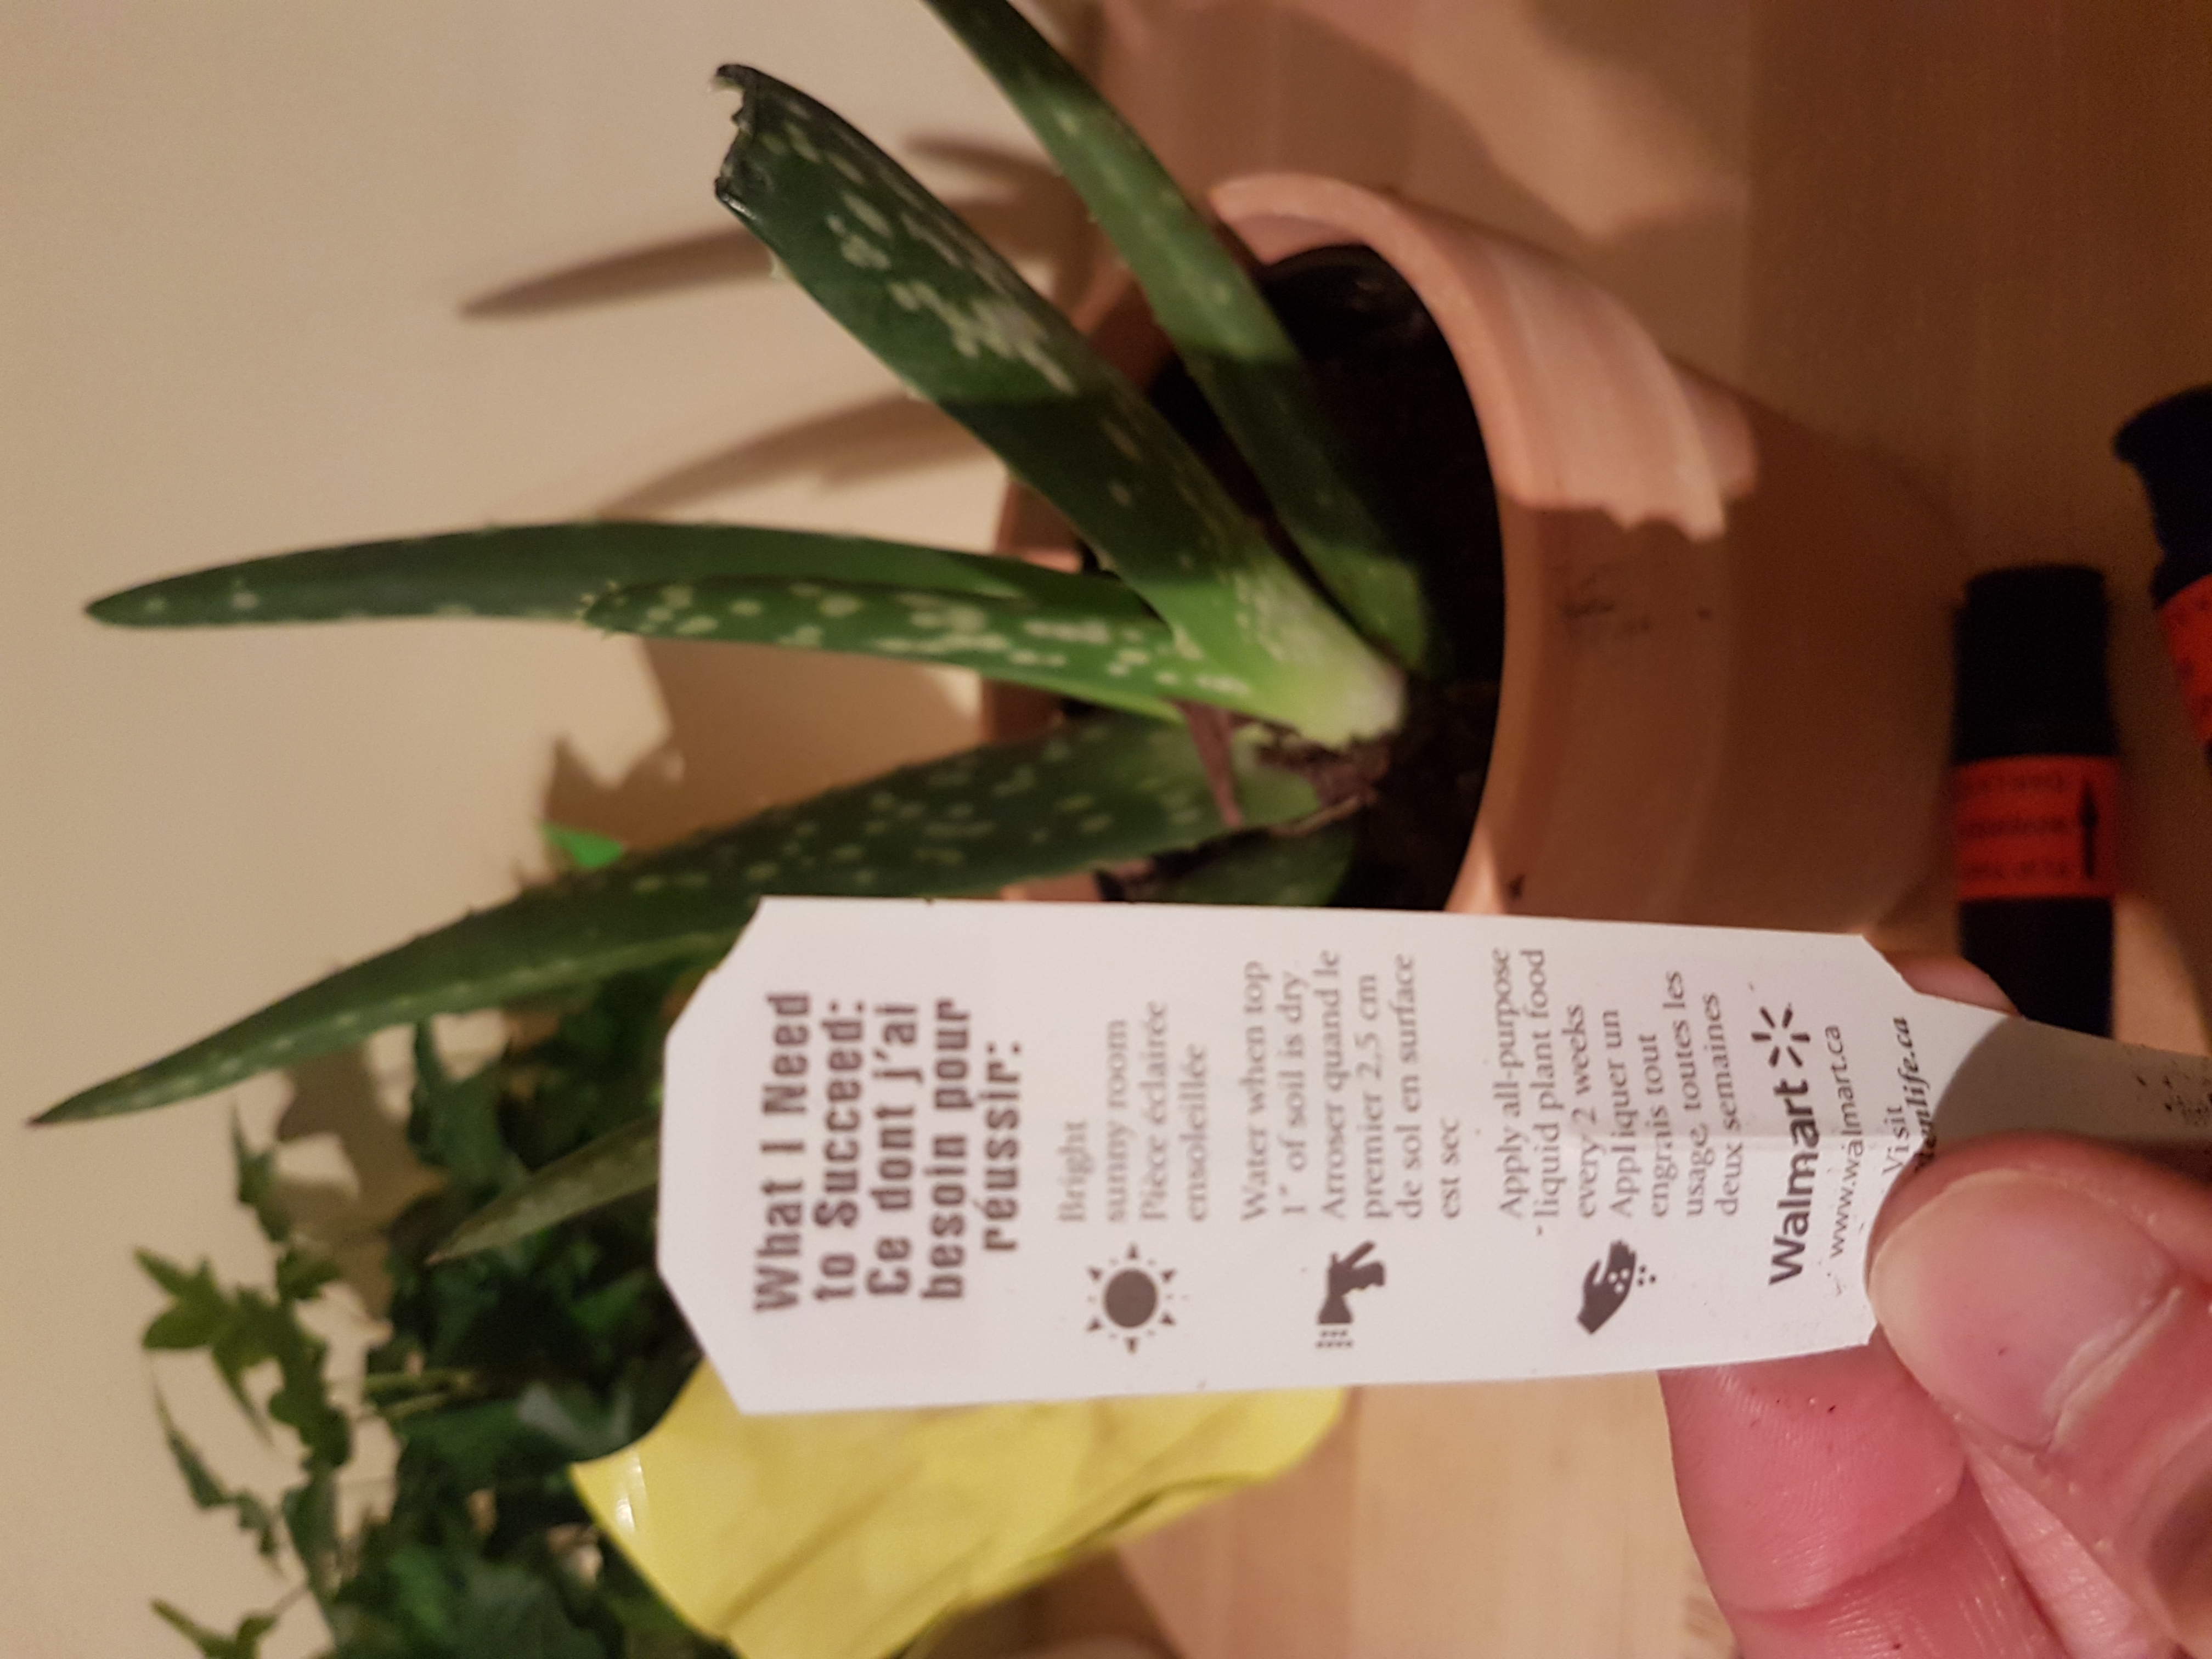 What I Need
to Succeed:
Ce dont j'ai
besoin pour
réussir:
Bright
sunny room
Pièce éclairée
ensoleillée
Water when top
1" of soil is dry
Arroser quand le
premier 2,5 cm
de sol en surface
est sec
Apply all-purpose
liquid plant food
every 2 weeks
Appliquer un
engrais tout
usage, toutes les
deux semaines
Walmart
www.walmart.ca
Visit
enlife.ca